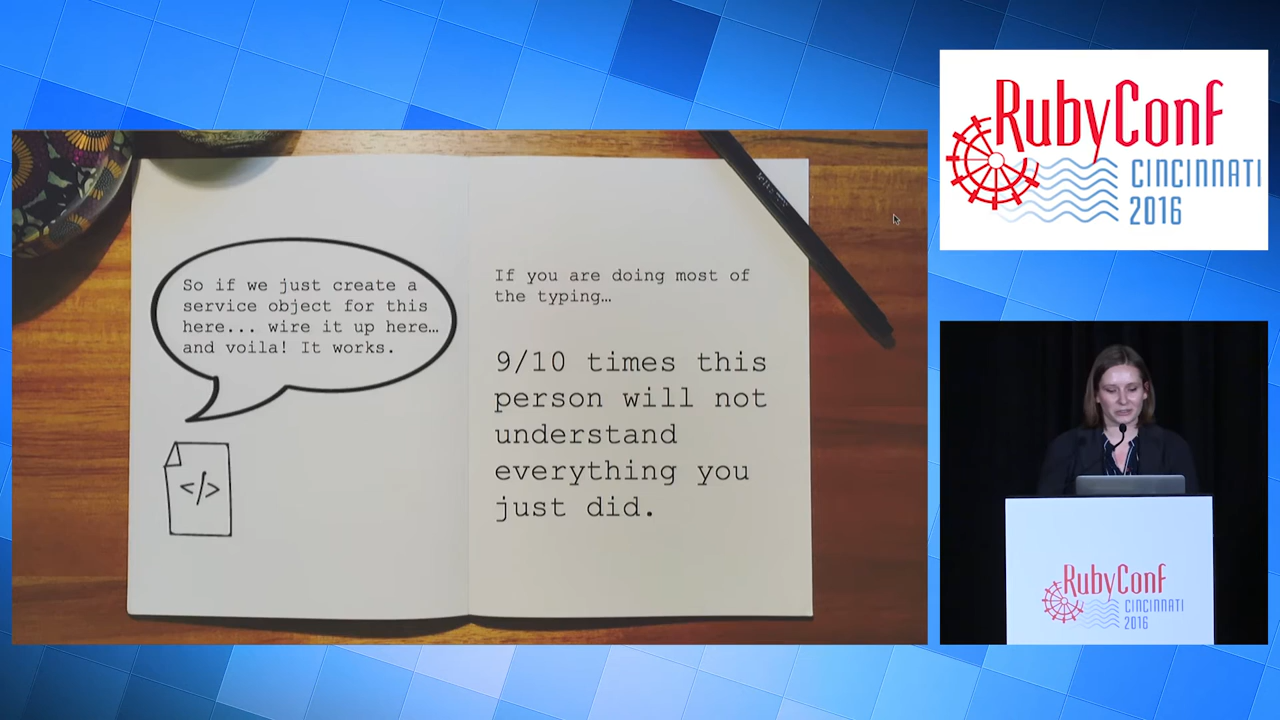 So if we just create a
service object for this
here... wire it up here…
and voila! It works.
</>
If you are doing most of
the typing…
9/10 times this
person will not
understand
everything you
just did.
RubyConf
CINCINNATI
2016
RubyConf
CINCINNATI
2016